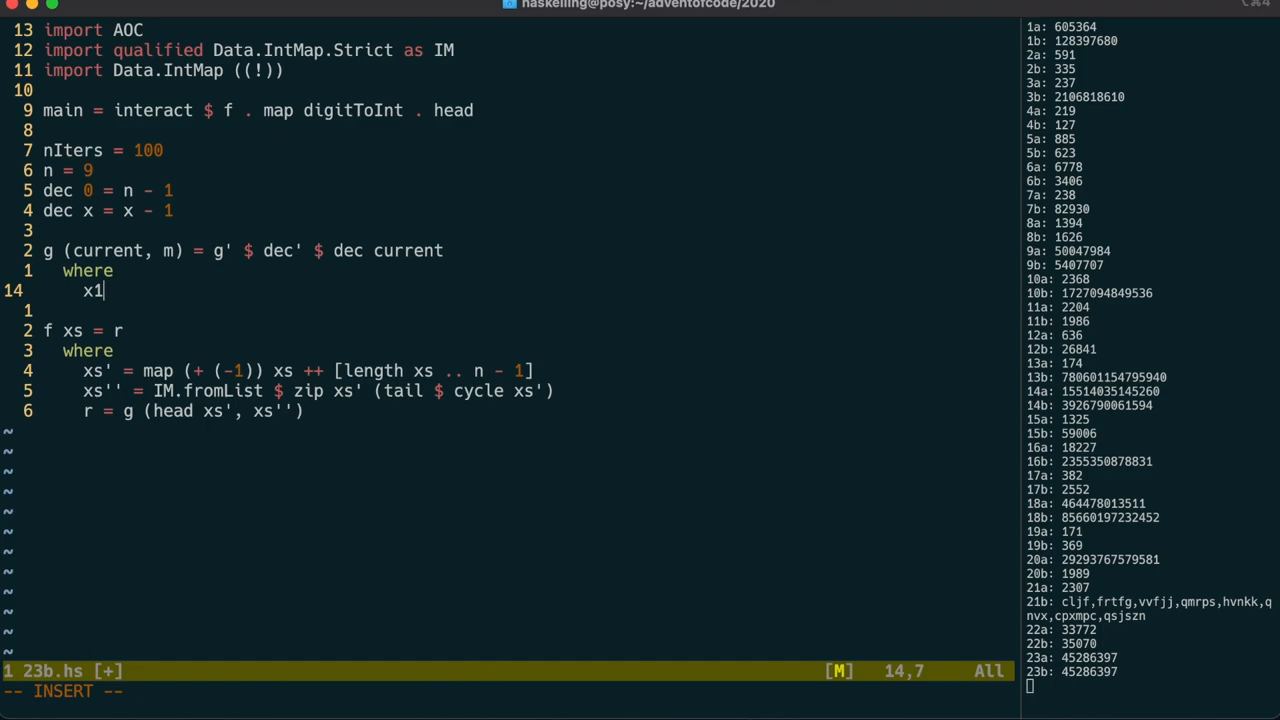 haskelling@posy:~/adventofcode/2020
13 import AOC
12 import qualified Data.IntMap.Strict as IM
11 import Data.IntMap ((!))
10
9 main = interact $ f . map digitToInt . head
8
7 nIters = 100
6 n = 9
5 dec 0 = n - 1
4 dec x = x - 1
3
2 g (current, m) = g' $ dec' $ dec current
1 where
14 x1
1
2 f xs = r
3 where
4 xs' = map (+ (-1)) xs ++ [length xs .. n - 1]
5 xs'' = IM.fromList $ zip xs' (tail $ cycle xs')
6 r = g (head xs', xs'')
~
~
~
~
~
~
~
~
~
~
~
~
1 23b.hs [+] [M] 14,7 All
-- INSERT --
1a: 605364
1b: 128397680
2a: 591
2b: 335
3a: 237
3b: 2106818610
4a: 219
4b: 127
5a: 885
5b: 623
6a: 6778
6b: 3406
7a: 238
7b: 82930
8a: 1394
8b: 1626
9a: 50047984
9b: 5407707
10a: 2368
10b: 1727094849536
11a: 2204
11b: 1986
12a: 636
12b: 26841
13a: 174
13b: 780601154795940
14a: 15514035145260
14b: 3926790061594
15a: 1325
15b: 59006
16a: 18227
16b: 2355350878831
17a: 382
17b: 2552
18a: 464478013511
18b: 85660197232452
19a: 171
19b: 369
20a: 29293767579581
20b: 1989
21a: 2307
21b: cljf,frtfg,vvfjj,qmrps,hvnkk,q
nvx,cpxmpc,qsjszn
22a: 33772
22b: 35070
23a: 45286397
23b: 45286397